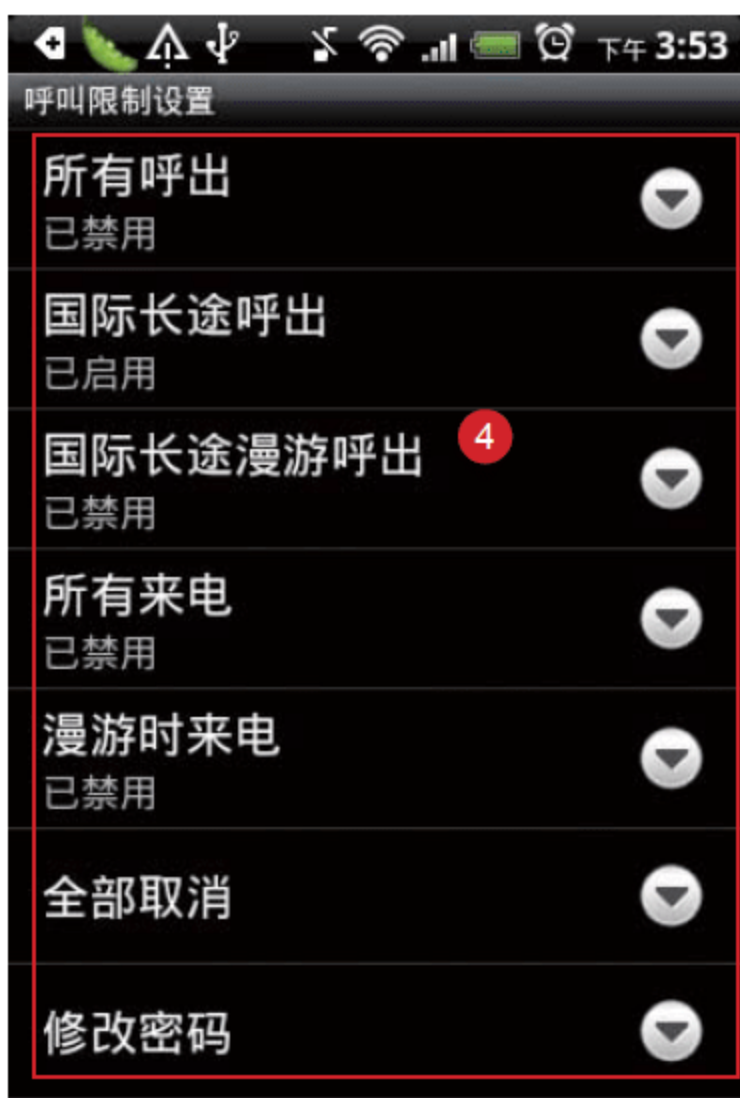 下午 3:53
呼叫限制设置
所有呼出
已禁用
国际长途呼出
已启用
国际长途漫游呼出
4
已禁用
所有来电
已禁用
漫游时来电
已禁用
全部取消
修改密码